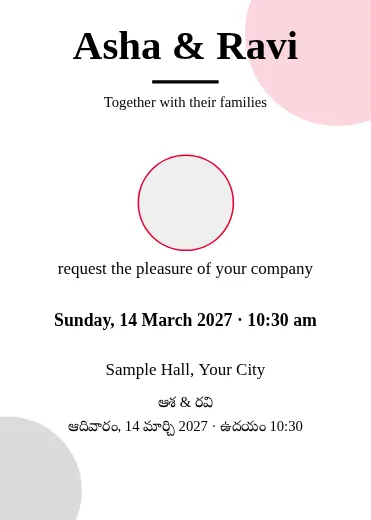 Asha & Ravi
Together with their families
request the pleasure of your company
Sunday, 14 March 2027 · 10:30 am
Sample Hall, Your City
ఆశ & రవి
ఆదివారం, 14 మార్చి 2027 · ఉదయం 10:30